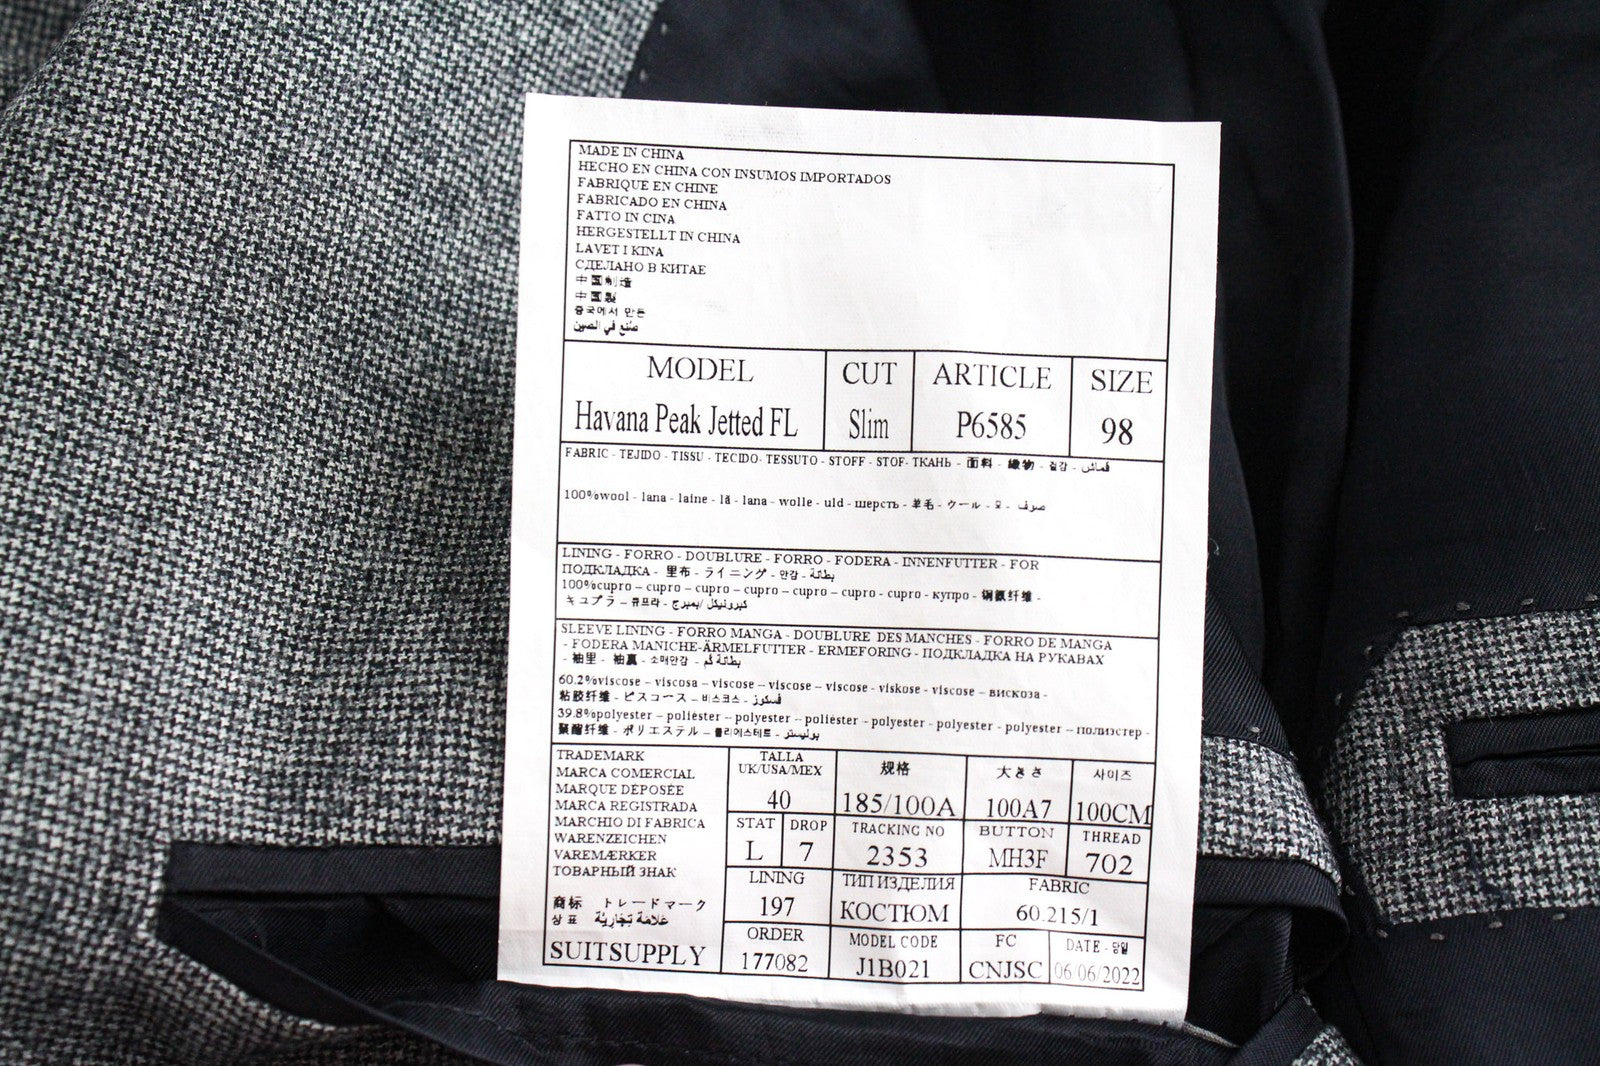 MADE IN CHINA
HECHO EN CHINA CON INSUMOS IMPORTADOS
FABRIQUE EN CHINE
FABRICADO EN CHINA
FATTO IN CINA
HERGESTELLT IN CHINA
LAVET I KINA
СДЕЛАНО В КИТАЕ
中国制造
中国製
중국에서 만든
صنع في الصين
MODEL CUT ARTICLE SIZE
Havana Peak Jetted FL Slim P6585 98
FABRIC - TEJIDO - TISSU - TECIDO- TESSUTO - STOFF - STOF- ТКАНЬ - 面料 - 織物 - 질감 - قماش
100%wool - lana - laine - lã - lana - wolle - uld - шерсть - 羊毛 - ウール - 모 - صوف
LINING - FORRO - DOUBLURE - FORRO - FODERA - INNENFUTTER - FOR
ПОДКЛАДКА - 里布 - ライニング - 안감 - بطانة
100%cupro – cupro – cupro – cupro – cupro – cupro - cupro - купро - 铜氨纤维 -
キュプラ – 큐프라 - كبرونيكل/بمبرج
SLEEVE LINING - FORRO MANGA - DOUBLURE DES MANCHES - FORRO DE MANGA
- FODERA MANICHE-ÄRMELFUTTER - ERMEFORING - ПОДКЛАДКА НА РУКАВАХ
- 袖里 - 袖裏 - 소매안감 - بطانة كم
60.2%viscose – viscosa – viscose – viscose – viscose - viskose - viscose – вискоза -
粘胶纤维 - ビスコース – 비스코스 - فسكوز
39.8%polyester – poliéster – polyester – poliéster - polyester - polyester - polyester – полиэстер -
聚酯纤维 - ポリエステル – 폴리에스테르 - بوليستر
TRADEMARK
MARCA COMERCIAL
MARQUE DÉPOSÉE
MARCA REGISTRADA
MARCHIO DI FABRICA
WARENZEICHEN
VAREMÆRKER
ТОВАРНЫЙ ЗНАК
商标 トレードマーク
상표 علامة تجارية
SUITSUPPLY
TALLA 规格 大きさ 사이즈
UK/USA/MEX
40 185/100A 100A7 100CM
STAT DROP TRACKING NO BUTTON THREAD
L 7 2353 MH3F 702
LINING ТИП ИЗДЕЛИЯ FABRIC
197 КОСТЮМ 60.215/1
ORDER MODEL CODE FC DATE -
177082 J1B021 CNJSC 06/06/2022